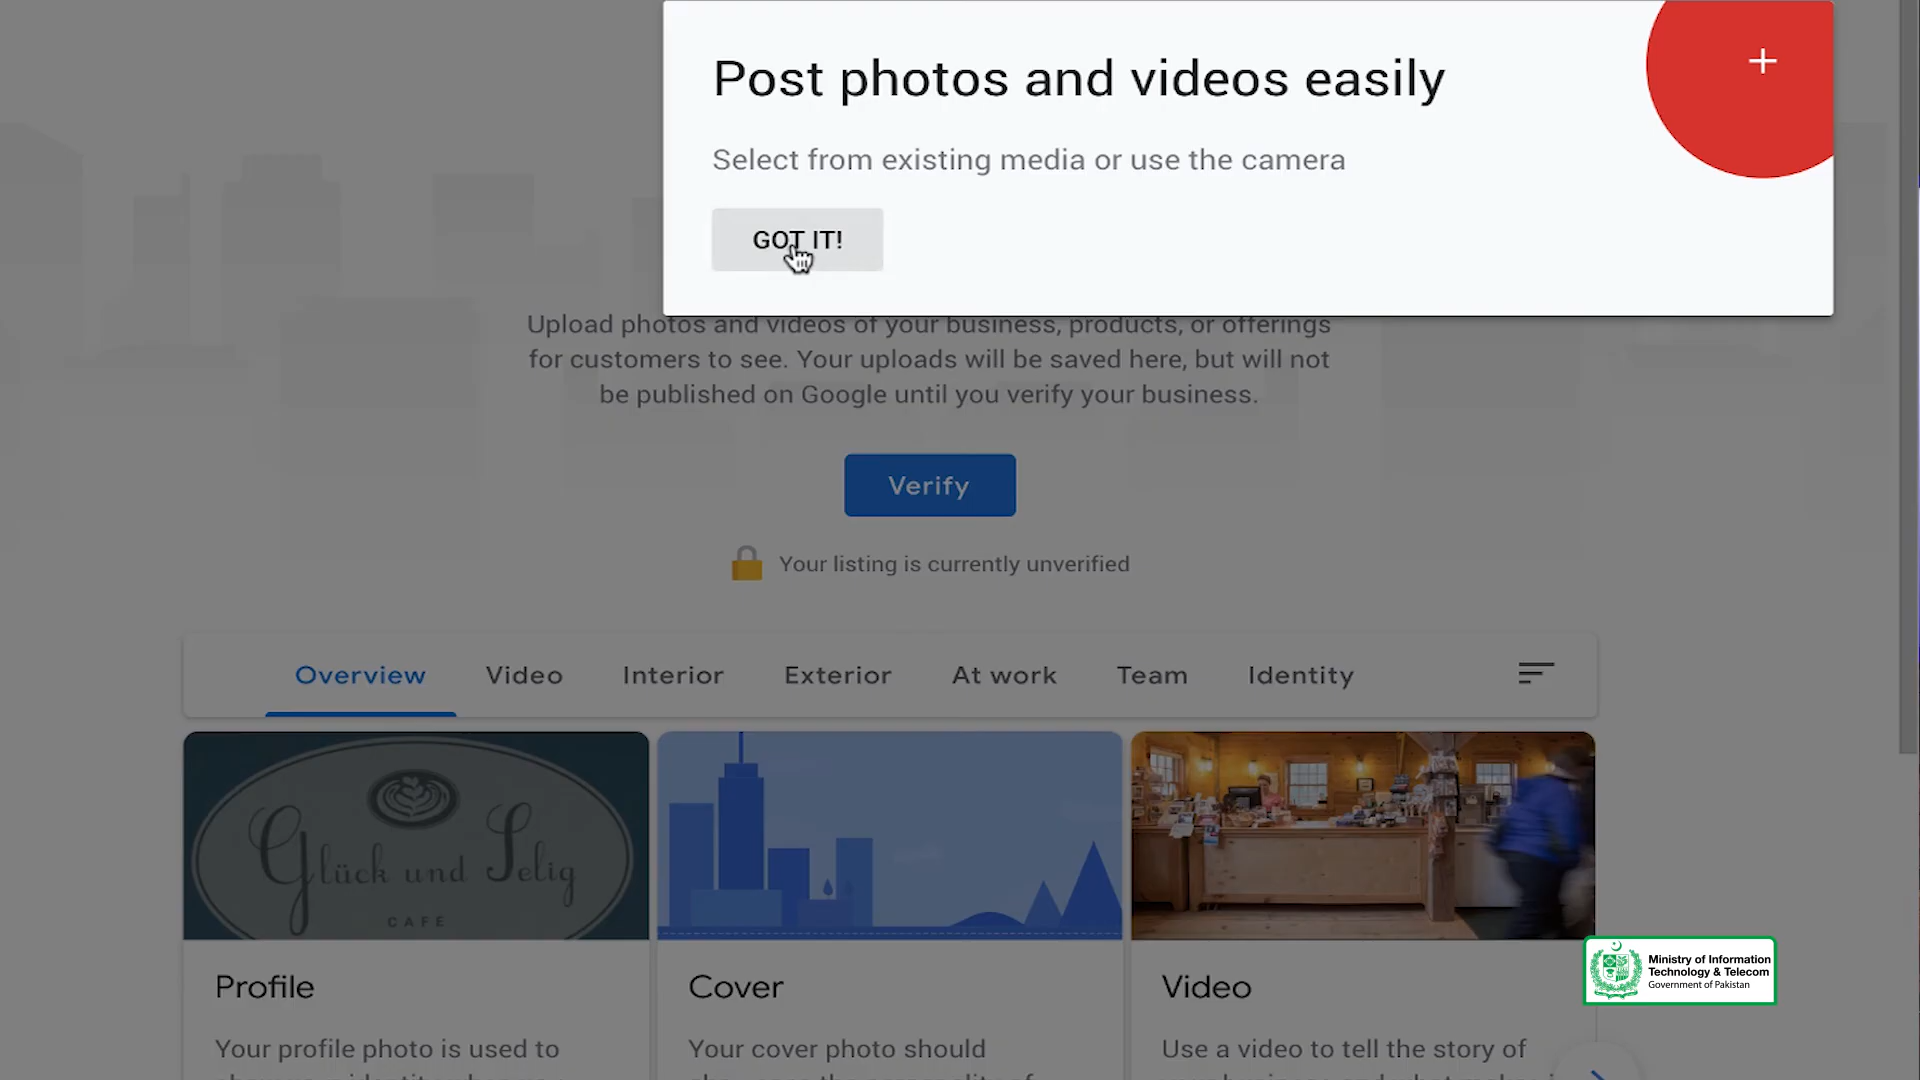 Post photos and videos easily
Select from existing media or use the camera
GOT IT!
Upload photos and videos of your business, products, or offerings
for customers to see. Your uploads will be saved here, but will not
be published on Google until you verify your business.
Verify
Your listing is currently unverified
Overview Video Interior Exterior At work Team Identity
Glück und Selig
CAFÉ
Profile
Cover
Video
Your profile photo is used to
Your cover photo should
Use a video to tell the story of
Ministry of Information
Technology & Telecom
Government of Pakistan